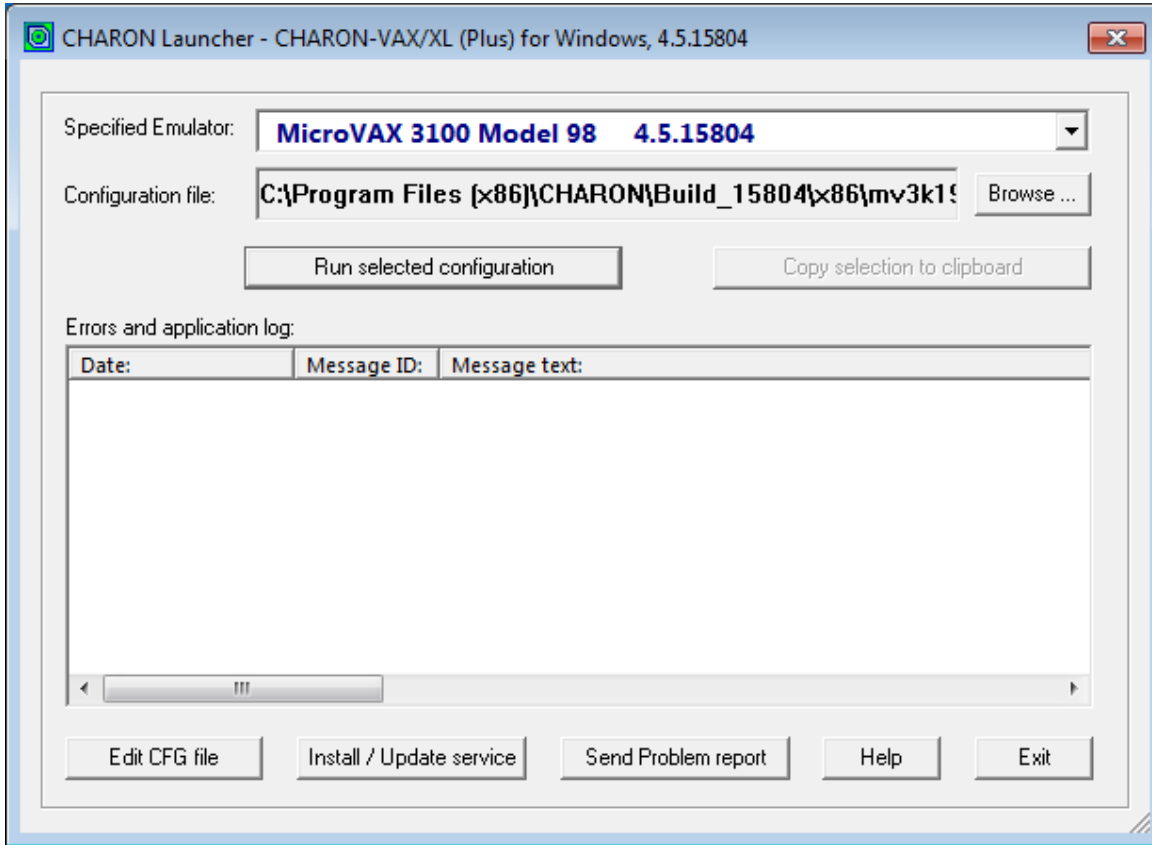 CHARON Launcher - CHARON-VAX/XL (Plus) for Windows, 4.5.15804
Specified Emulator: MicroVAX 3100 Model 98 4.5.15804
Configuration file: C:\Program Files (x86)\CHARON\Build_15804\x86\mv3k19 Browse ...
Run selected configuration Copy selection to clipboard
Errors and application log:
Date: Message ID: Message text:
Edit CFG file Install / Update service Send Problem report Help Exit